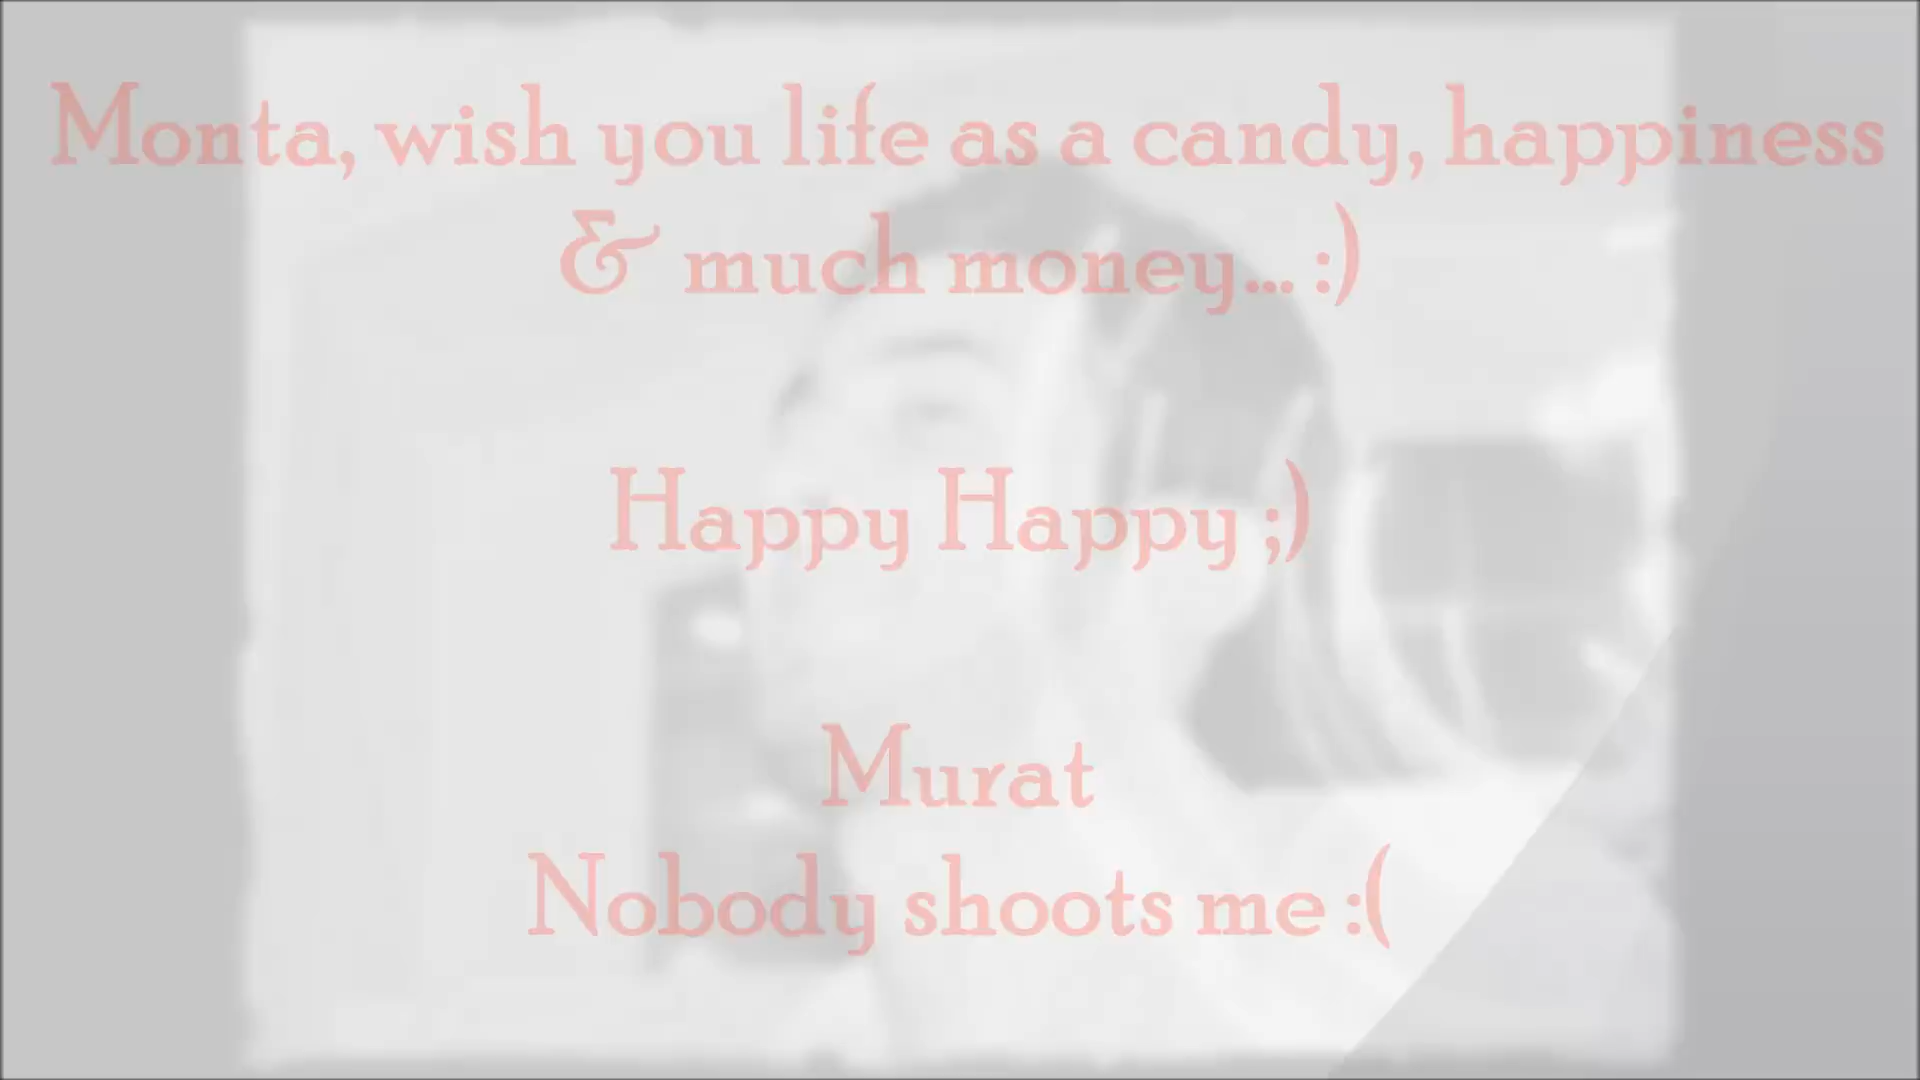 Monta, wish you life as a candy, happiness
& much money... :)
Happy Happy ;)
Murat
Nobody shoots me :(